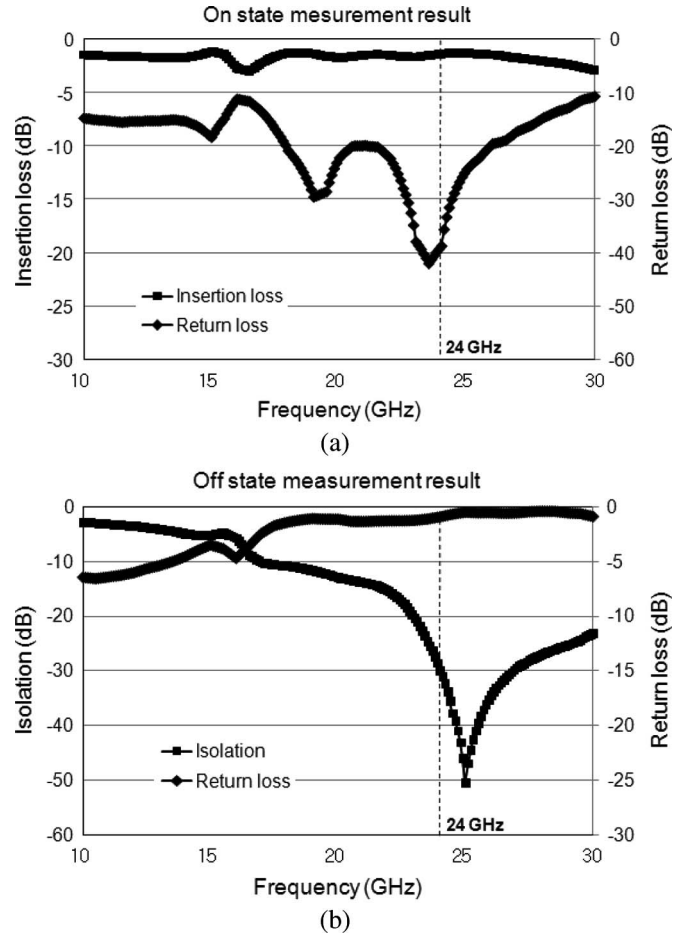 On state mesurement result
0
-5
-10
-15
-20
-25
-30
Insertion loss (dB)
0
-10
-20
-30
-40
-50
-60
Return loss (dB)
Insertion loss
Return loss
24 GHz
10 15 20 25 30
Frequency (GHz)
(a)
Off state measurement result
0
-10
-20
-30
-40
-50
-60
Isolation (dB)
0
-5
-10
-15
-20
-25
-30
Return loss (dB)
Isolation
Return loss
24 GHz
10 15 20 25 30
Frequency (GHz)
(b)